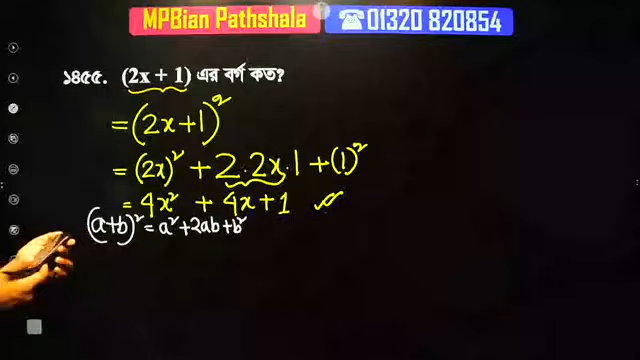 MPBian Pathshala ☎01320 820854
১৪৫৫. (2x + 1) এর বর্গ কত?
= (2x+1)²
= (2x)² + 2.2x.1 + (1)²
= 4x² + 4x+1
(a+b)² = a²+2ab+b²